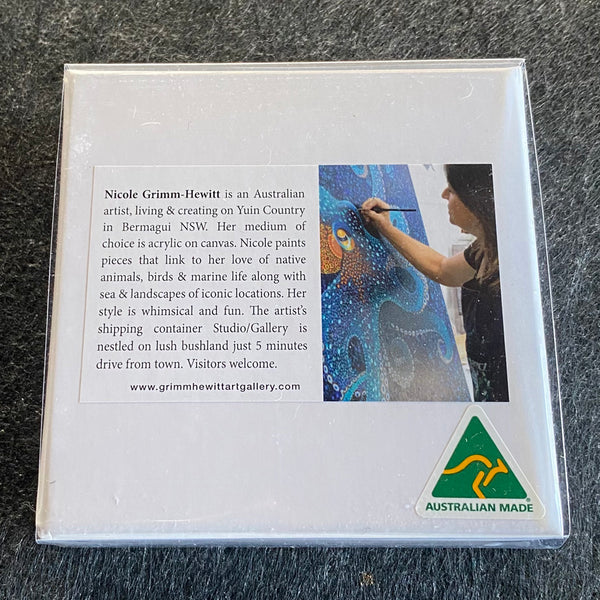 Nicole Grimm-Hewitt is an Australian
artist, living & creating on Yuin Country
in Bermagui NSW. Her medium of
choice is acrylic on canvas. Nicole paints
pieces that link to her love of native
animals, birds & marine life along with
sea & landscapes of iconic locations. Her
style is whimsical and fun. The artist's
shipping container Studio/Gallery is
nestled on lush bushland just 5 minutes
drive from town. Visitors welcome.
www.grimmhewittartgallery.com
AUSTRALIAN MADE